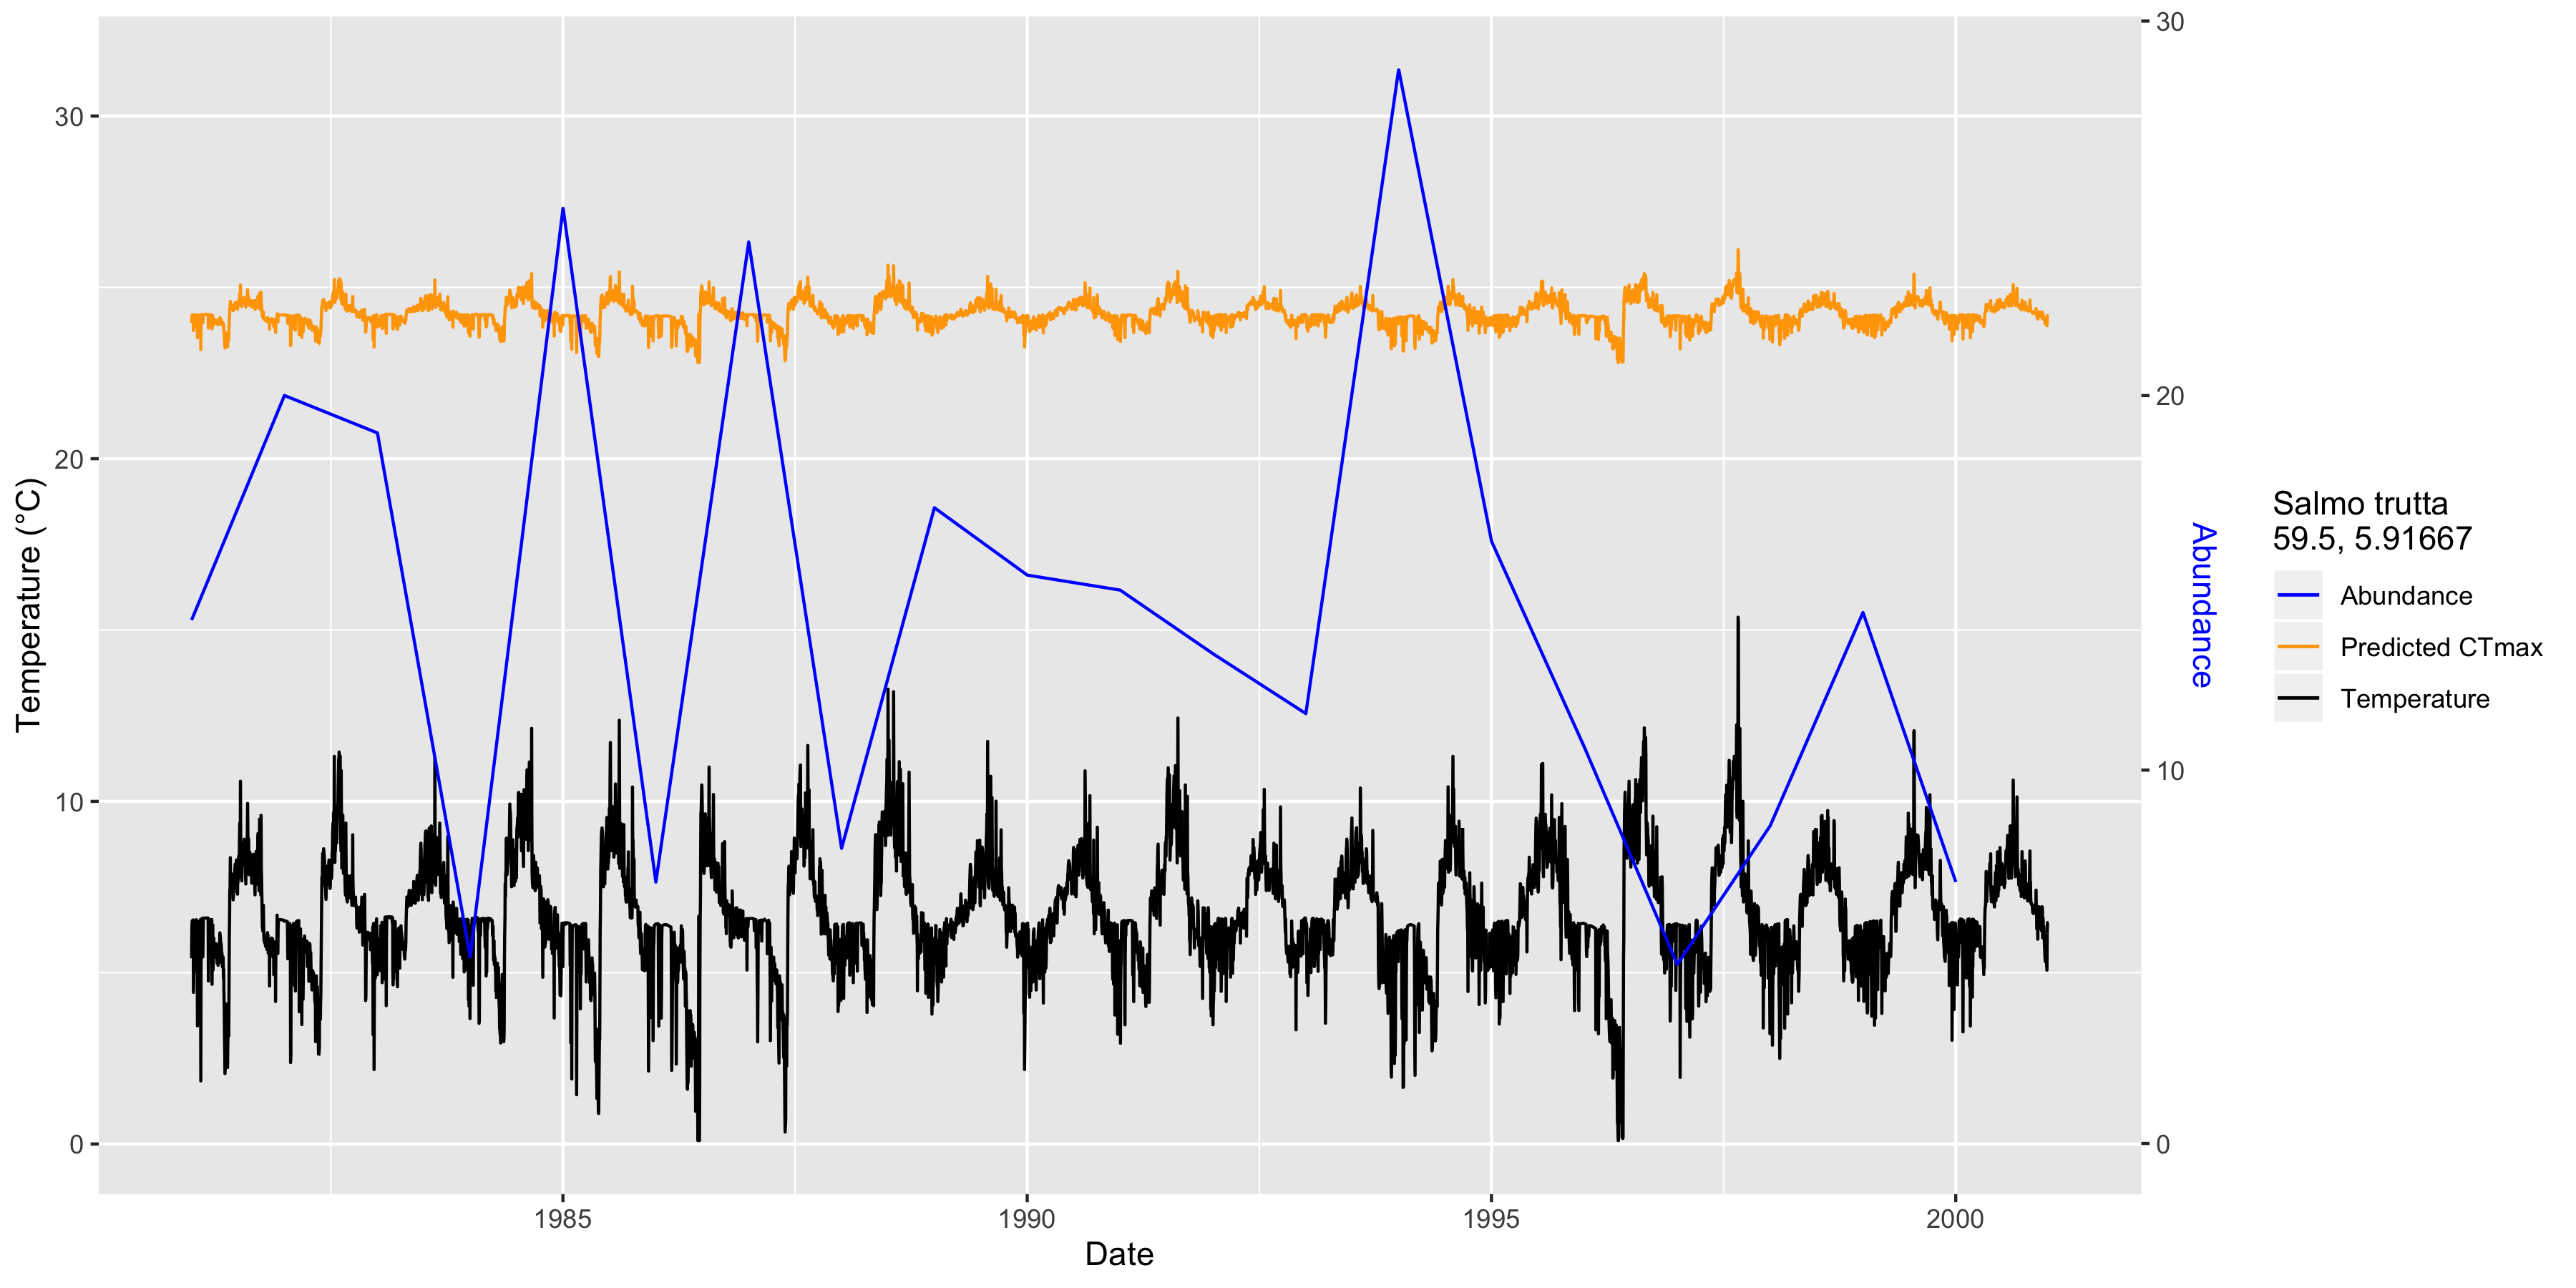 Temperature (°C)
30
20
10
0
1985
1990
1995
2000
Date
30
20
10
0
Abundance
Salmo trutta
59.5, 5.91667
Abundance
Predicted CTmax
Temperature